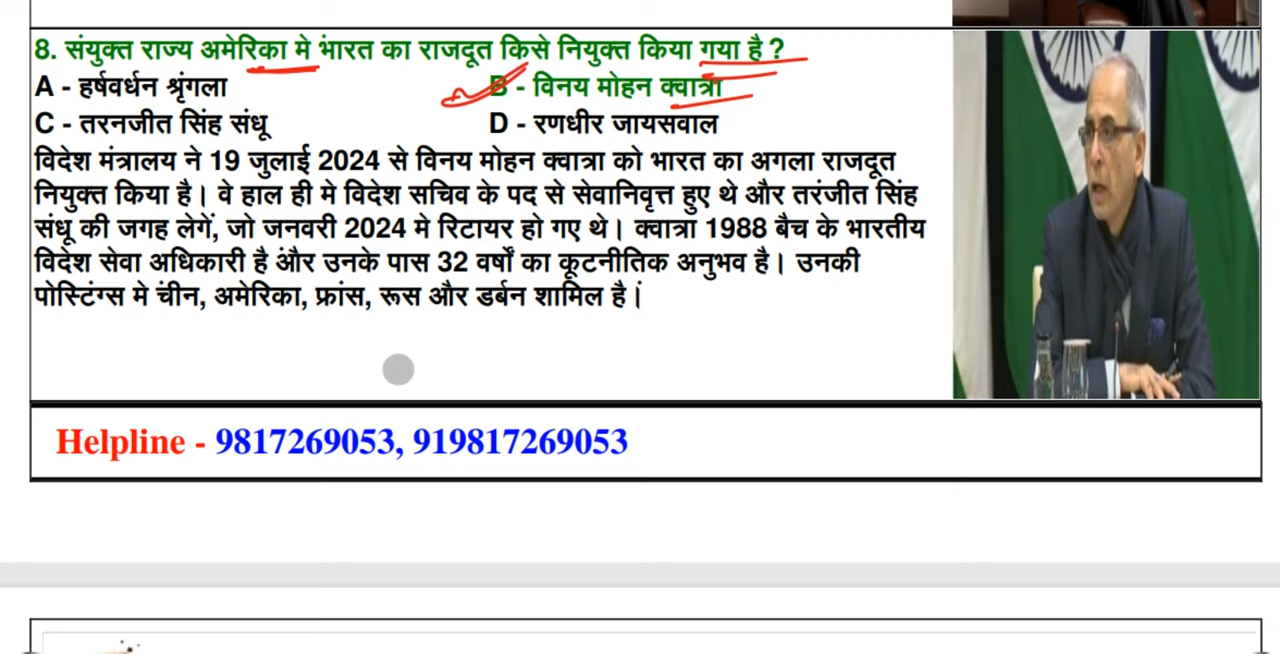 8. संयुक्त राज्य अमेरिका मे भारत का राजदूत किसे नियुक्त किया गया है ?
A - हर्षवर्धन श्रृंगला
B - विनय मोहन क्वात्रा
C - तरनजीत सिंह संधू
D - रणधीर जायसवाल
विदेश मंत्रालय ने 19 जुलाई 2024 से विनय मोहन क्वात्रा को भारत का अगला राजदूत
नियुक्त किया है। वे हाल ही मे विदेश सचिव के पद से सेवानिवृत्त हुए थे और तरंजीत सिंह
संधू की जगह लेगें, जो जनवरी 2024 मे रिटायर हो गए थे। क्वात्रा 1988 बैच के भारतीय
विदेश सेवा अधिकारी है और उनके पास 32 वर्षों का कूटनीतिक अनुभव है। उनकी
पोस्टिंग्स मे चीन, अमेरिका, फ्रांस, रूस और डर्बन शामिल है।
Helpline - 9817269053, 919817269053